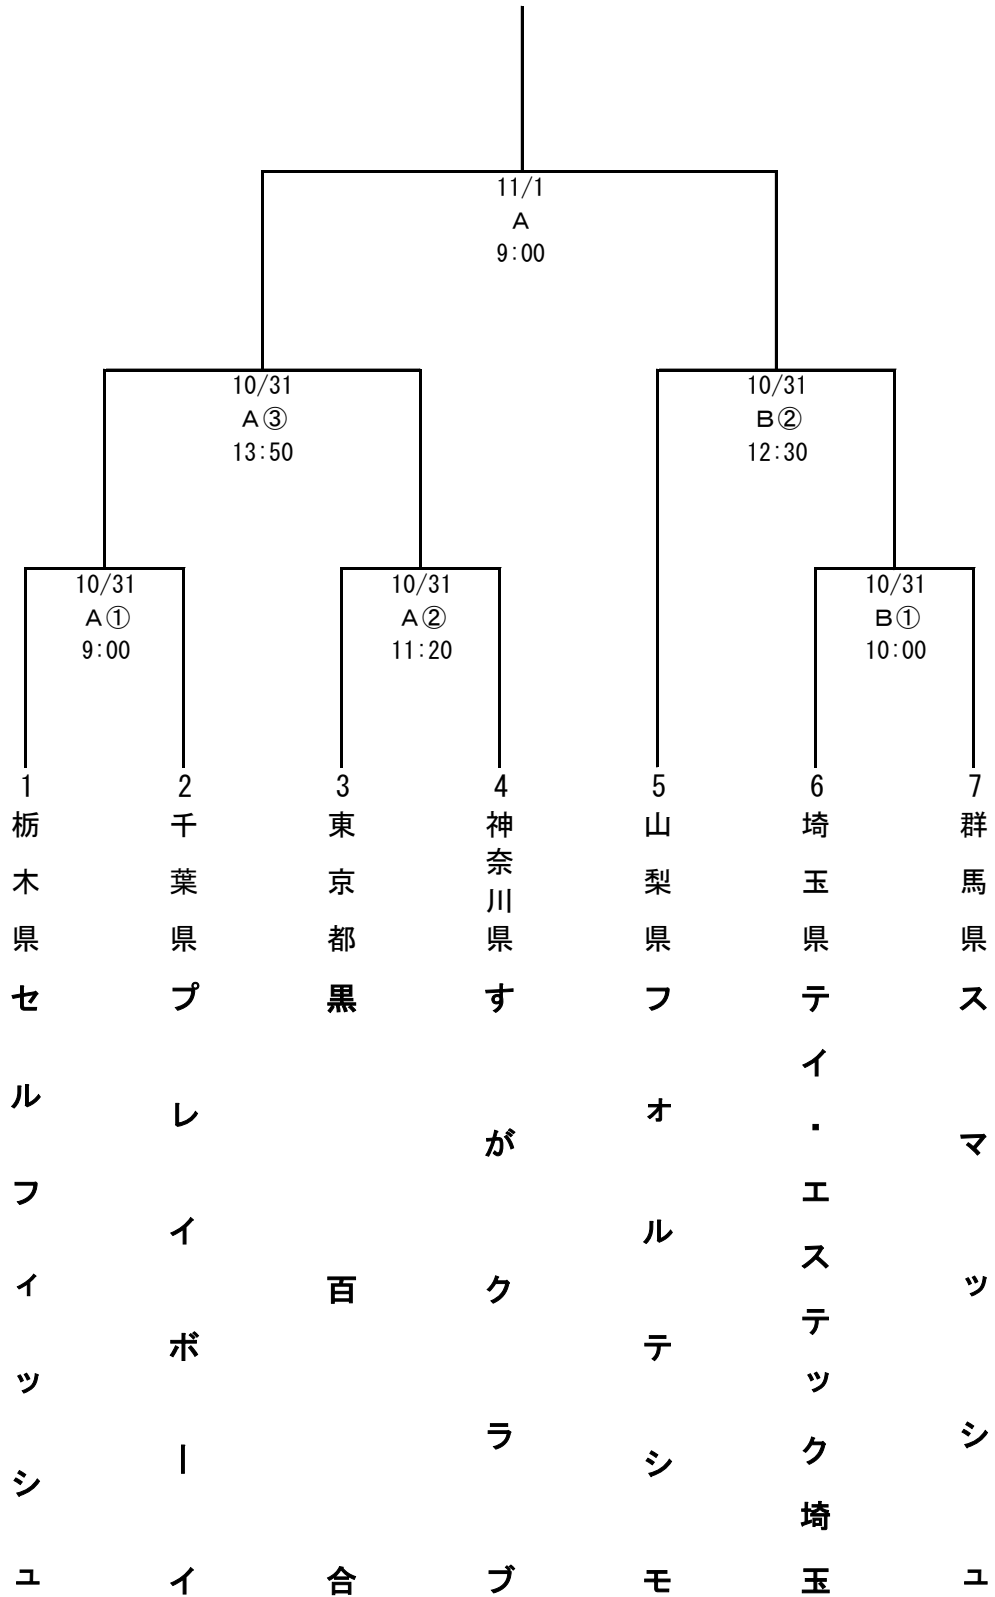 11/1
A
9:00
10/31
A③
13:50
10/31
B②
12:30
10/31
A①
9:00
10/31
A②
11:20
10/31
B①
10:00
1
栃木県
セルフィッシュ
2
千葉県
プレイボーイ
3
東京都
黒百合
4
神奈川県
すがクラブ
5
山梨県
フォルテシモ
6
埼玉県
テイ・エステック埼玉
7
群馬県
スマッシュ